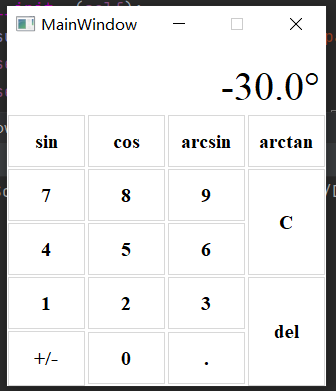 MainWindow
-30.0°
sin cos arcsin arctan
7 8 9 C
4 5 6
1 2 3 del
+/- 0 .